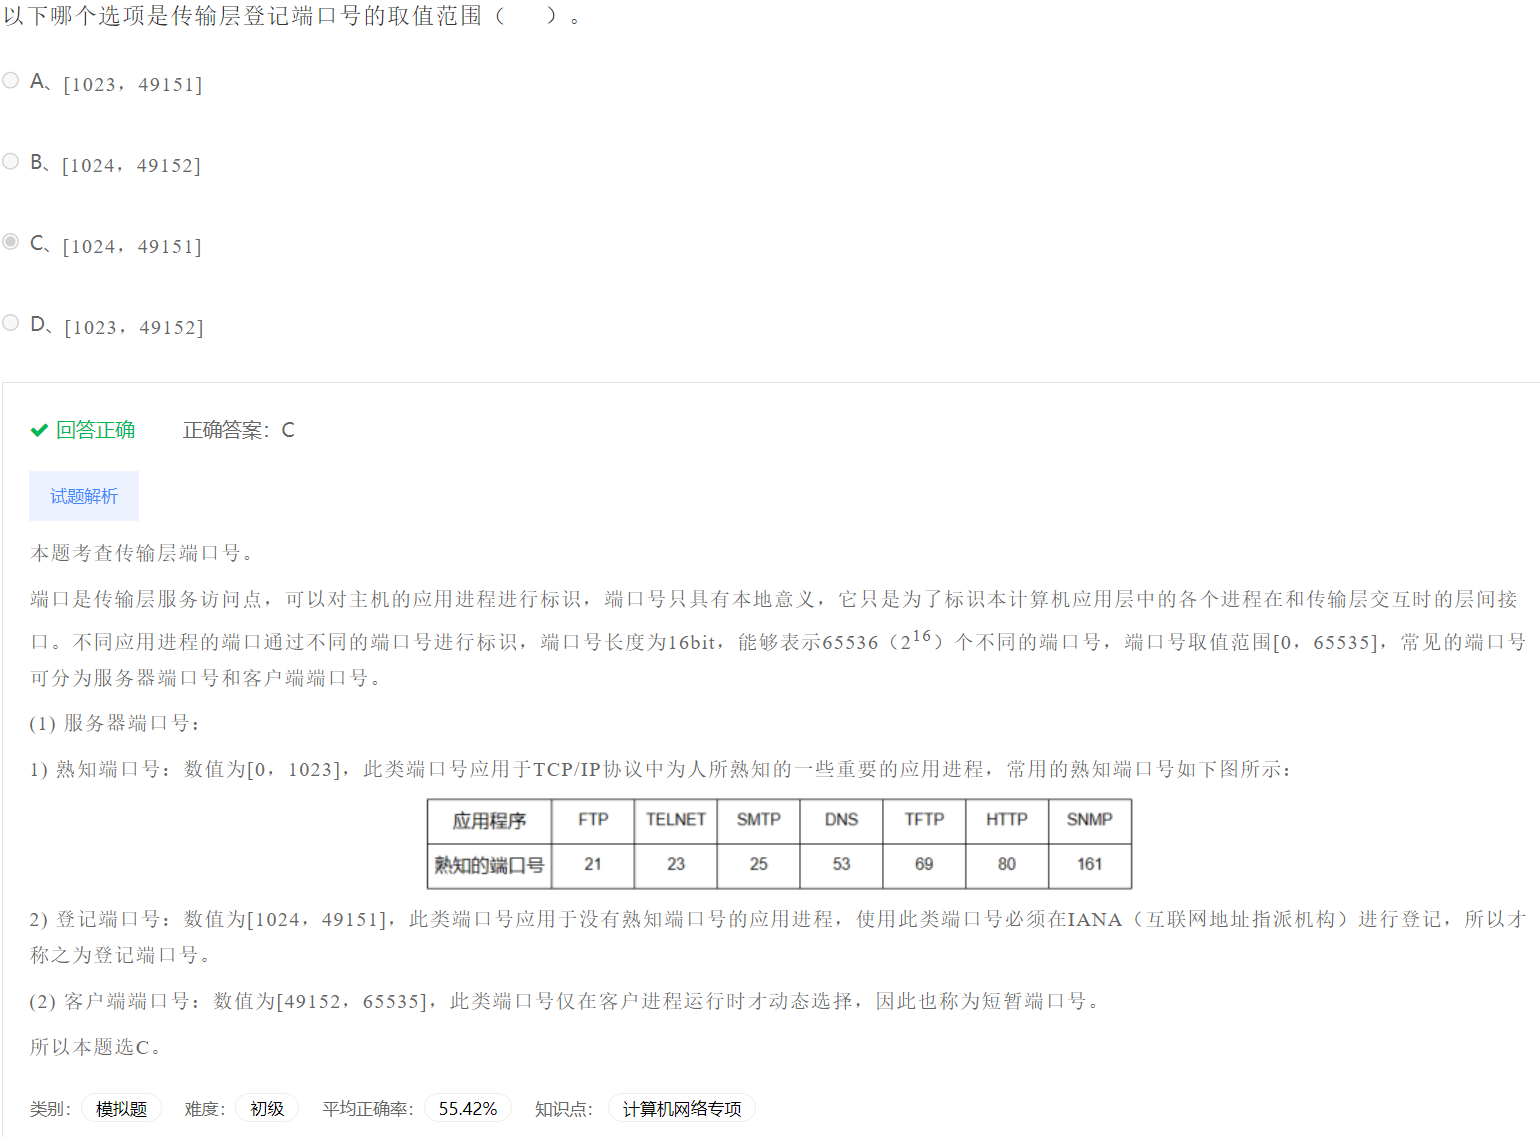 以下哪个选项是传输层登记端口号的取值范围（ ）。
A、[1023，49151]
B、[1024，49152]
C、[1024，49151]
D、[1023，49152]
回答正确 正确答案：C
试题解析
本题考查传输层端口号。
端口是传输层服务访问点，可以对主机的应用进程进行标识，端口号只具有本地意义，它只是为了标识本计算机应用层中的各个进程在和传输层交互时的层间接
口。不同应用进程的端口通过不同的端口号进行标识，端口号长度为16bit，能够表示65536（2^16）个不同的端口号，端口号取值范围[0，65535]，常见的端口号
可分为服务器端口号和客户端端口号。
(1) 服务器端口号：
1) 熟知端口号：数值为[0，1023]，此类端口号应用于TCP/IP协议中为人所熟知的一些重要的应用进程，常用的熟知端口号如下图所示：
应用程序 FTP TELNET SMTP DNS TFTP HTTP SNMP
熟知的端口号 21 23 25 53 69 80 161
2) 登记端口号：数值为[1024，49151]，此类端口号应用于没有熟知端口号的应用进程，使用此类端口号必须在IANA（互联网地址指派机构）进行登记，所以才
称之为登记端口号。
(2) 客户端端口号：数值为[49152，65535]，此类端口号仅在客户进程运行时才动态选择，因此也称为短暂端口号。
所以本题选C。
类别： 模拟题 难度： 初级 平均正确率： 55.42% 知识点： 计算机网络专项